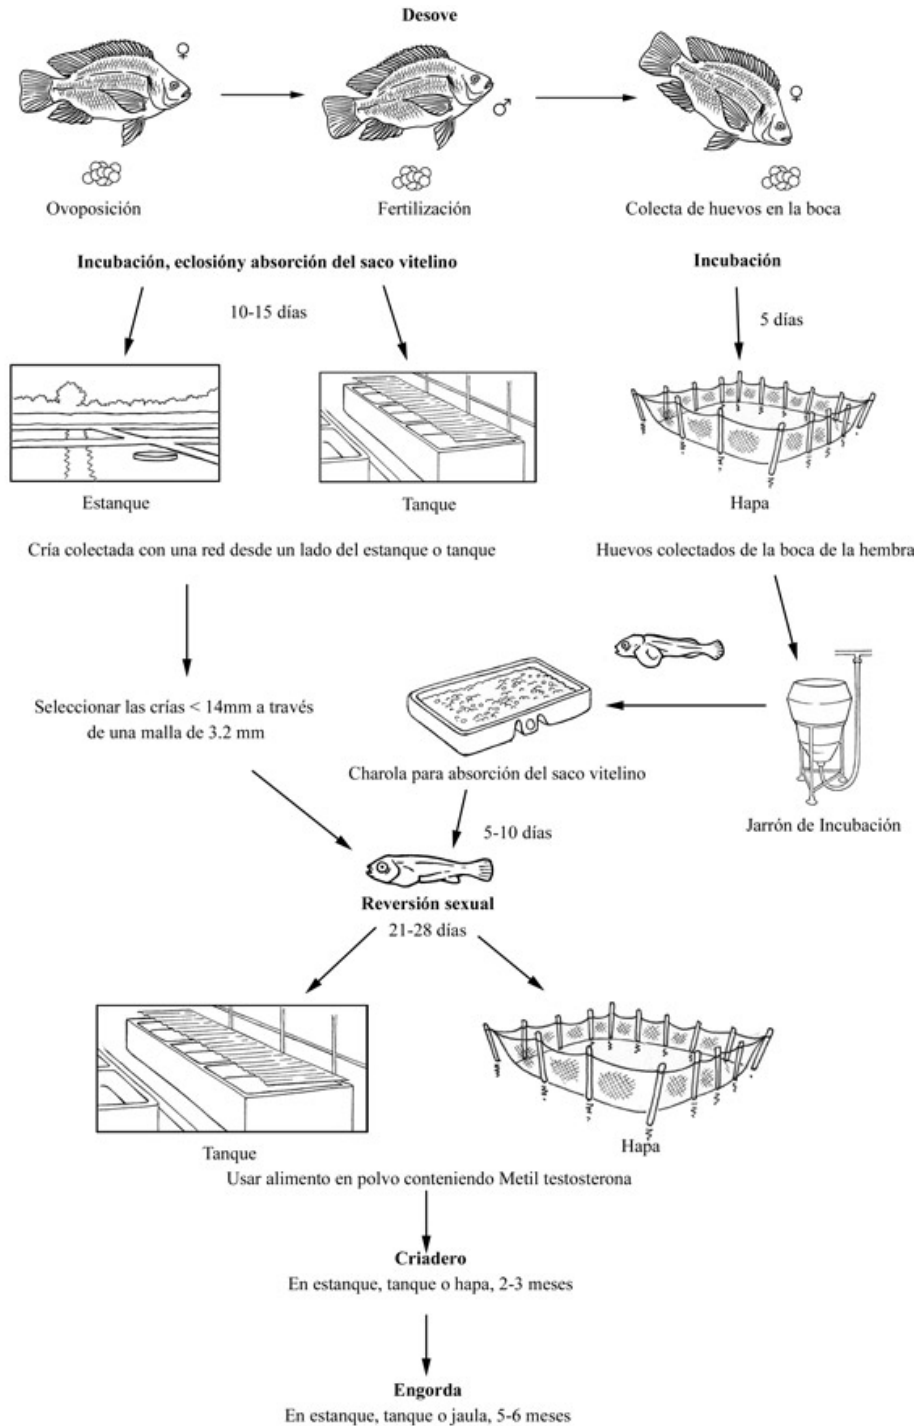 Desove
♀
♂
♀
Ovoposición
Fertilización
Colecta de huevos en la boca
Incubación, eclosióny absorción del saco vitelino
10-15 días
Incubación
5 días
Estanque
Tanque
Hapa
Cría colectada con una red desde un lado del estanque o tanque
Huevos colectados de la boca de la hembra
Seleccionar las crías < 14mm a través
de una malla de 3.2 mm
Charola para absorción del saco vitelino
Jarrón de Incubación
5-10 días
Reversión sexual
21-28 días
Tanque
Hapa
Usar alimento en polvo conteniendo Metil testosterona
Criadero
En estanque, tanque o hapa, 2-3 meses
Engorda
En estanque, tanque o jaula, 5-6 meses